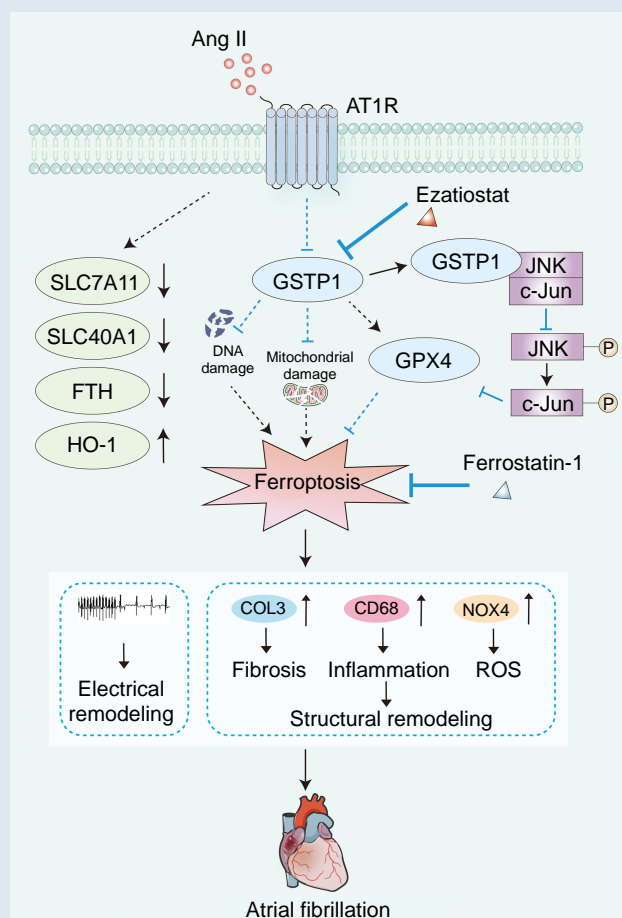 Ang II
AT1R
Ezatiostat
SLC7A11
GSTP1
GSTP1
JNK
c-Jun
SLC40A1
DNA
damage
Mitochondrial
damage
GPX4
JNK
P
FTH
c-Jun
P
HO-1
Ferroptosis
Ferrostatin-1
COL3
CD68
NOX4
Fibrosis
Inflammation
ROS
Electrical
remodeling
Structural remodeling
Atrial fibrillation